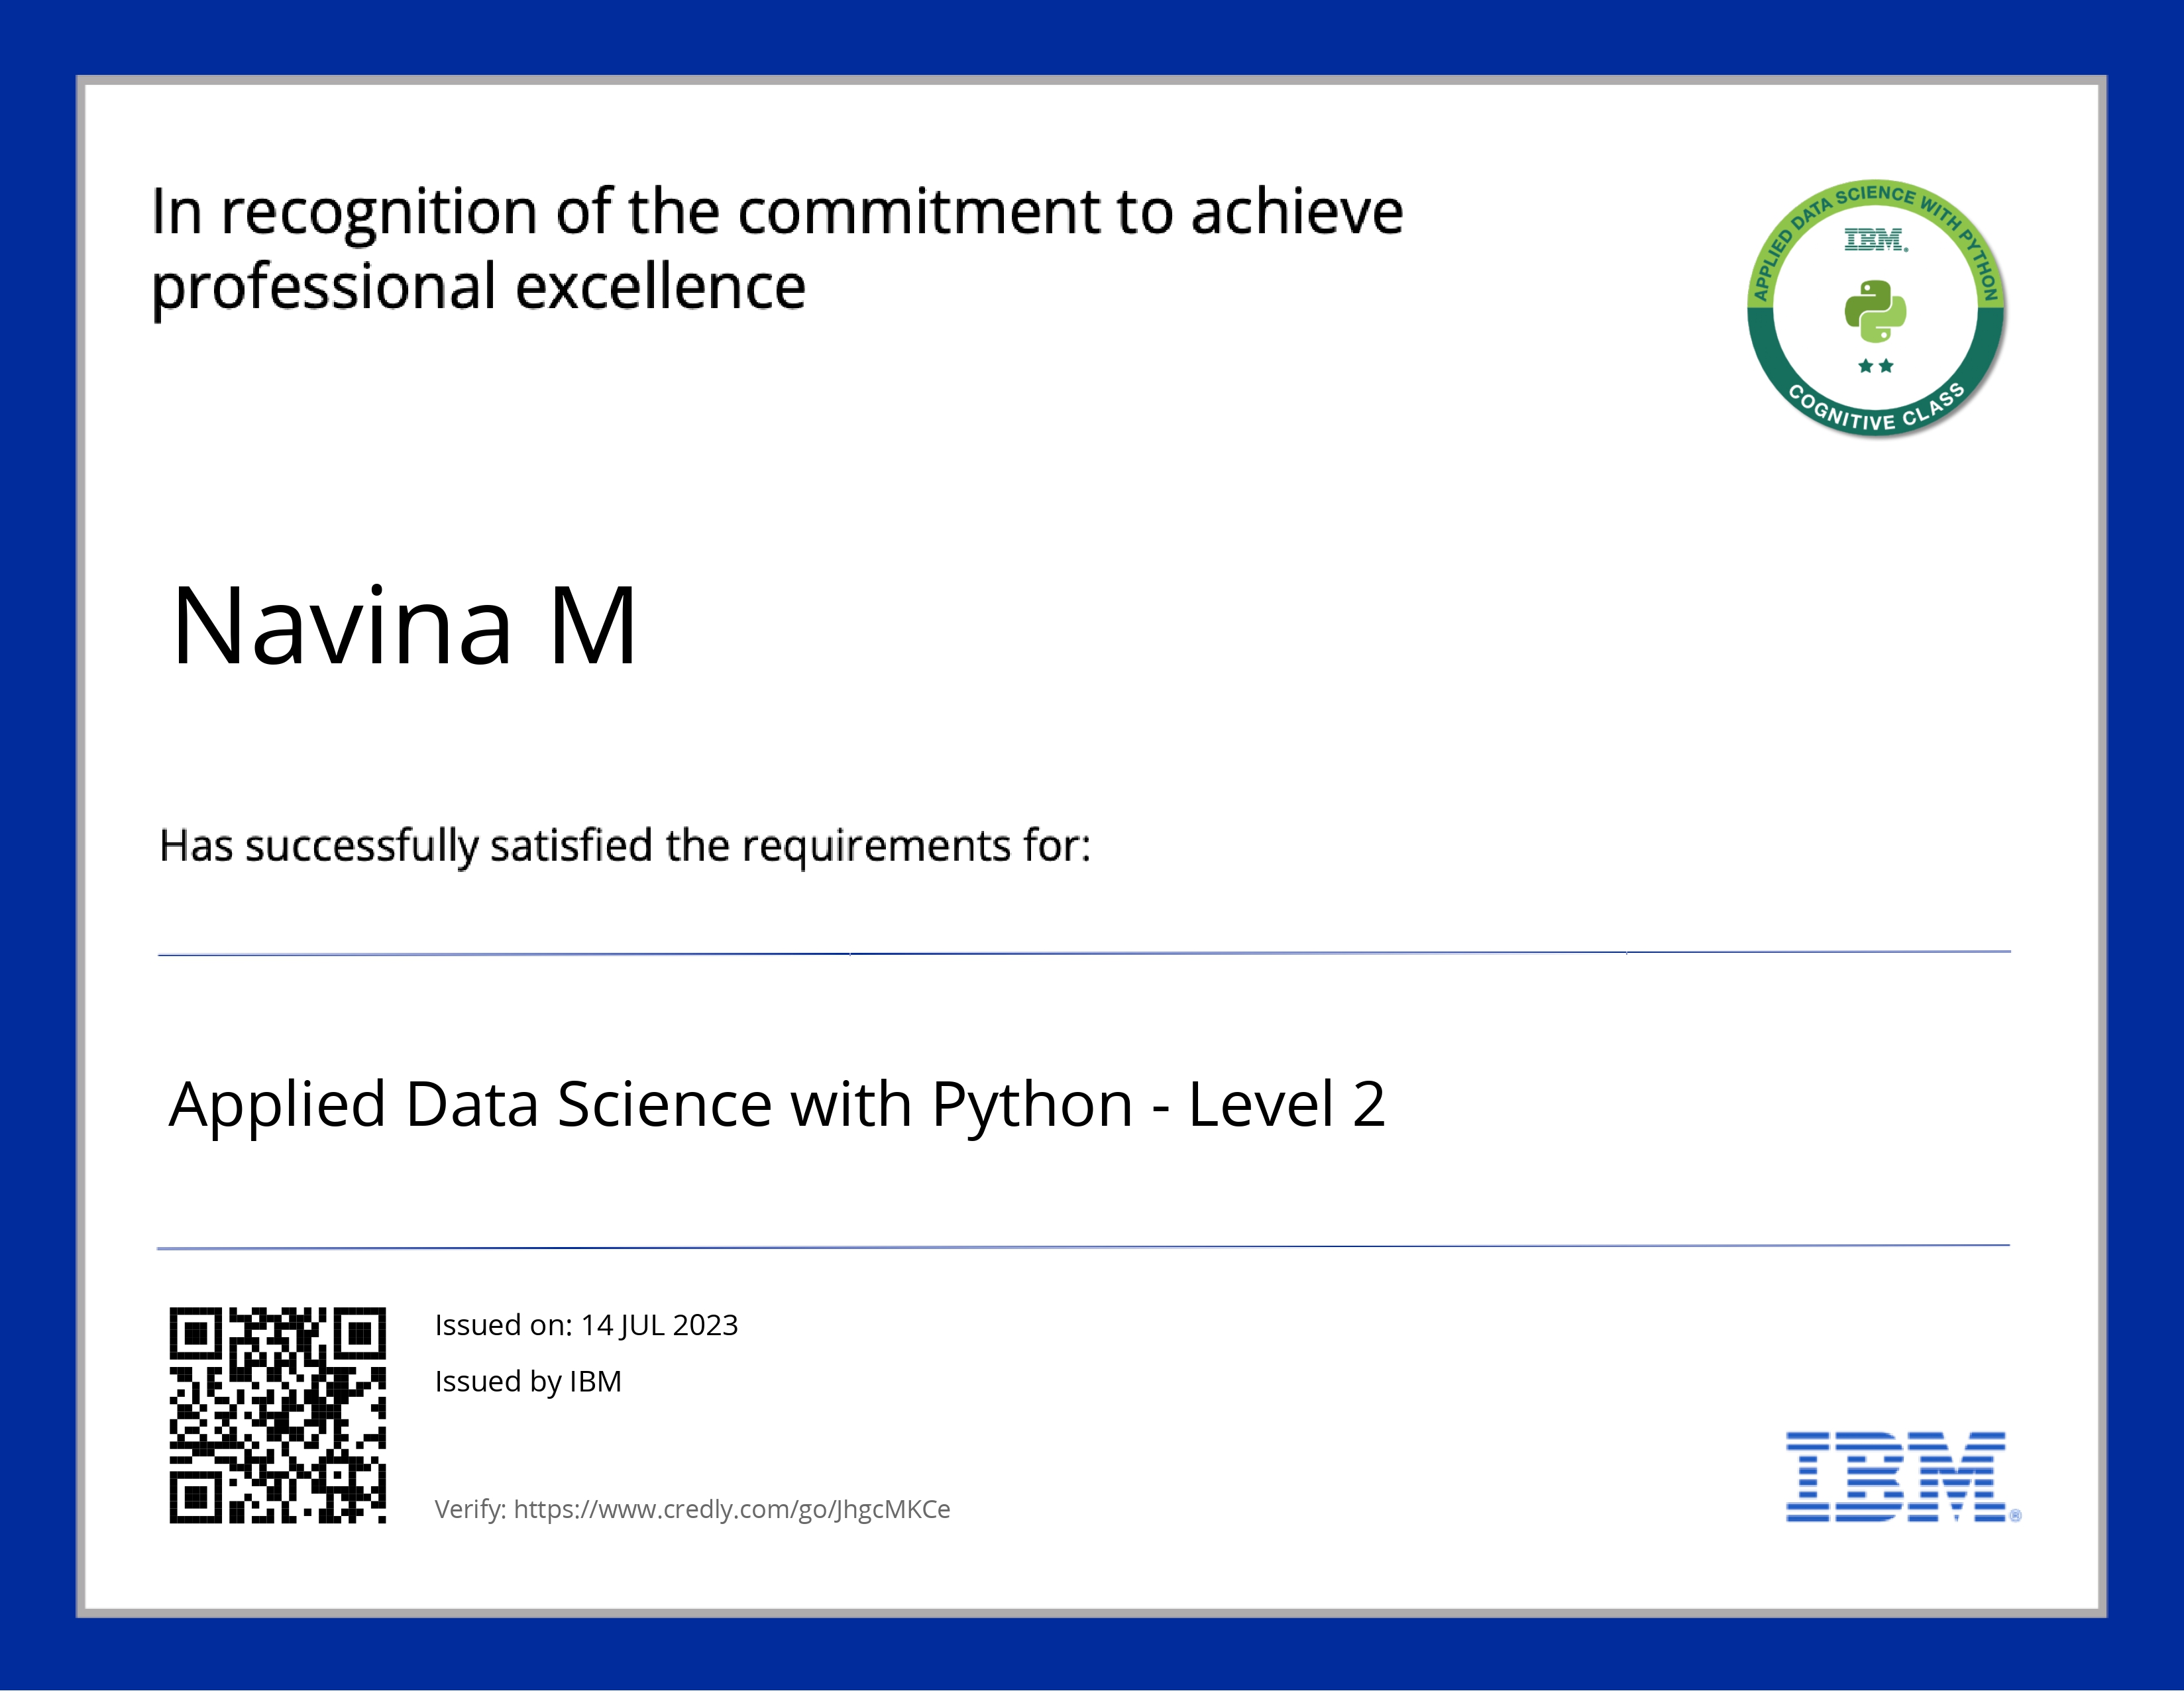 In recognition of the commitment to achieve
professional excellence
APPLIED DATA SCIENCE WITH PYTHON
IBM®
COGNITIVE CLASS
Navina M
Has successfully satisfied the requirements for:
Applied Data Science with Python - Level 2
Issued on: 14 JUL 2023
Issued by IBM
Verify: https://www.credly.com/go/JhgcMKCe
IBM®